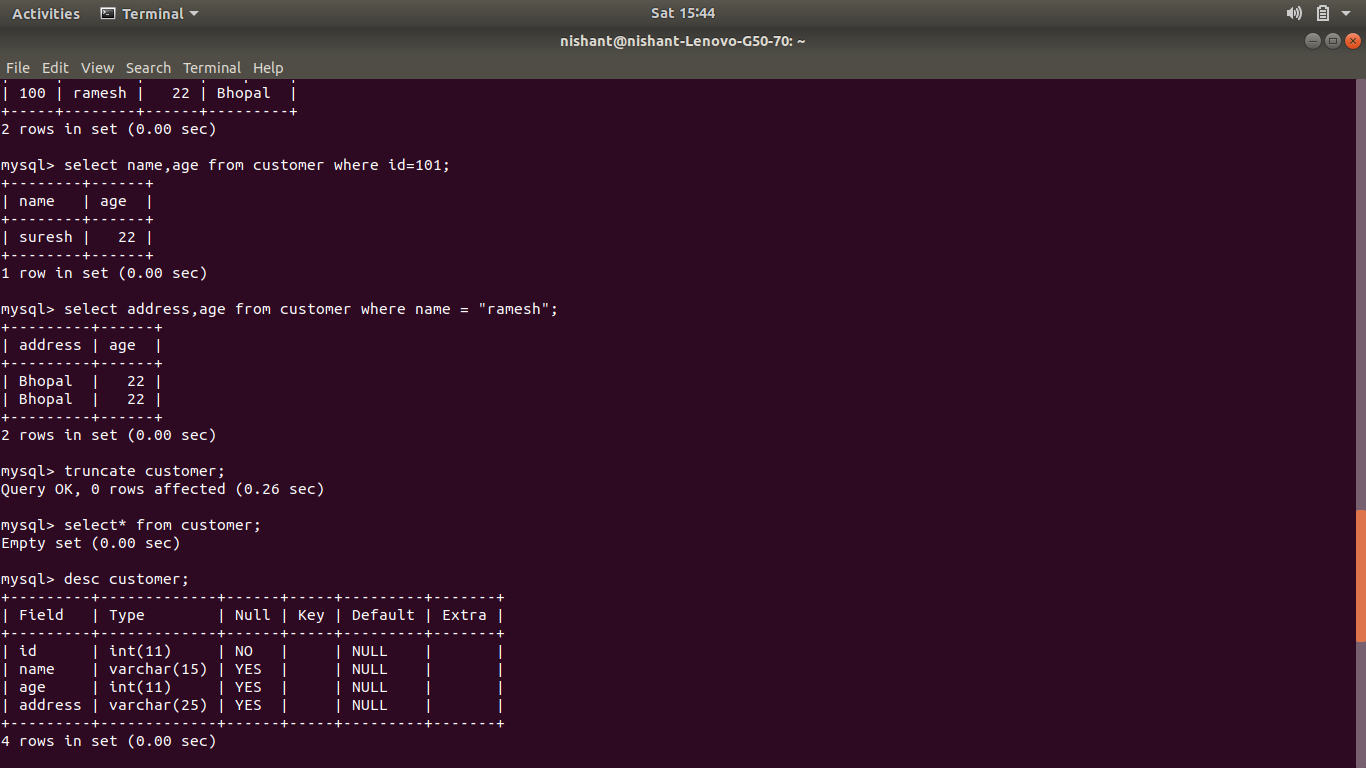 Activities Terminal Sat 15:44
nishant@nishant-Lenovo-G50-70: ~
File Edit View Search Terminal Help
| 100 | ramesh |   22 | Bhopal  |
+-----+--------+------+---------+
2 rows in set (0.00 sec)
mysql> select name,age from customer where id=101;
+--------+------+
| name   | age  |
+--------+------+
| suresh |   22 |
+--------+------+
1 row in set (0.00 sec)
mysql> select address,age from customer where name = "ramesh";
+---------+------+
| address | age  |
+---------+------+
| Bhopal  |   22 |
| Bhopal  |   22 |
+---------+------+
2 rows in set (0.00 sec)
mysql> truncate customer;
Query OK, 0 rows affected (0.26 sec)
mysql> select* from customer;
Empty set (0.00 sec)
mysql> desc customer;
+---------+-------------+------+-----+---------+-------+
| Field   | Type        | Null | Key | Default | Extra |
+---------+-------------+------+-----+---------+-------+
| id      | int(11)     | NO   |     | NULL    |       |
| name    | varchar(15) | YES  |     | NULL    |       |
| age     | int(11)     | YES  |     | NULL    |       |
| address | varchar(25) | YES  |     | NULL    |       |
+---------+-------------+------+-----+---------+-------+
4 rows in set (0.00 sec)